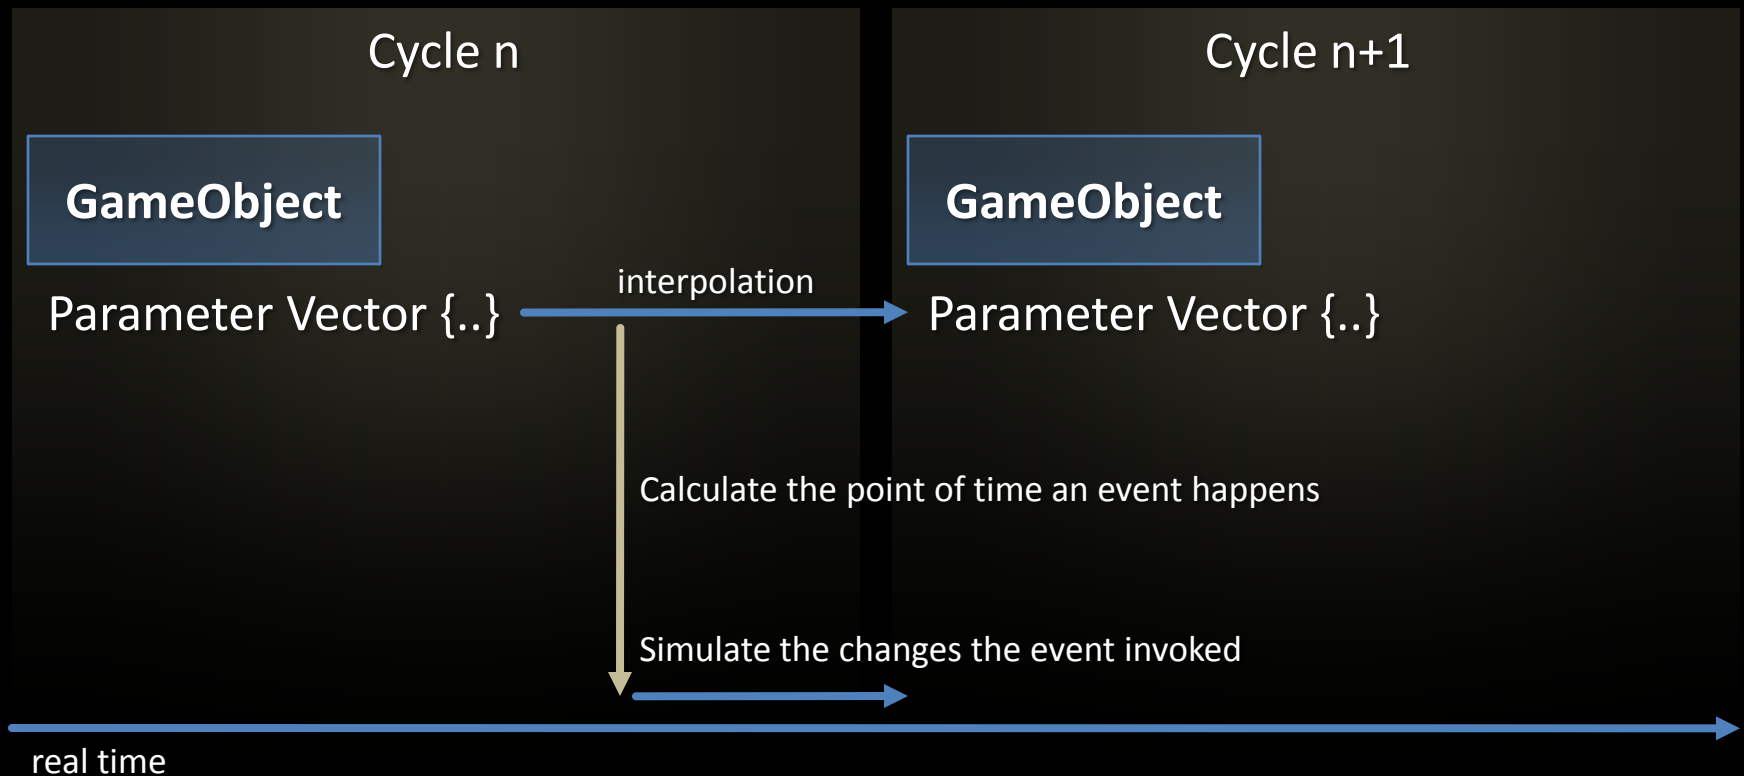 Cycle n
Cycle n+1
GameObject
GameObject
interpolation
Parameter Vector {..}
Parameter Vector {..}
Calculate the point of time an event happens
Simulate the changes the event invoked
real time